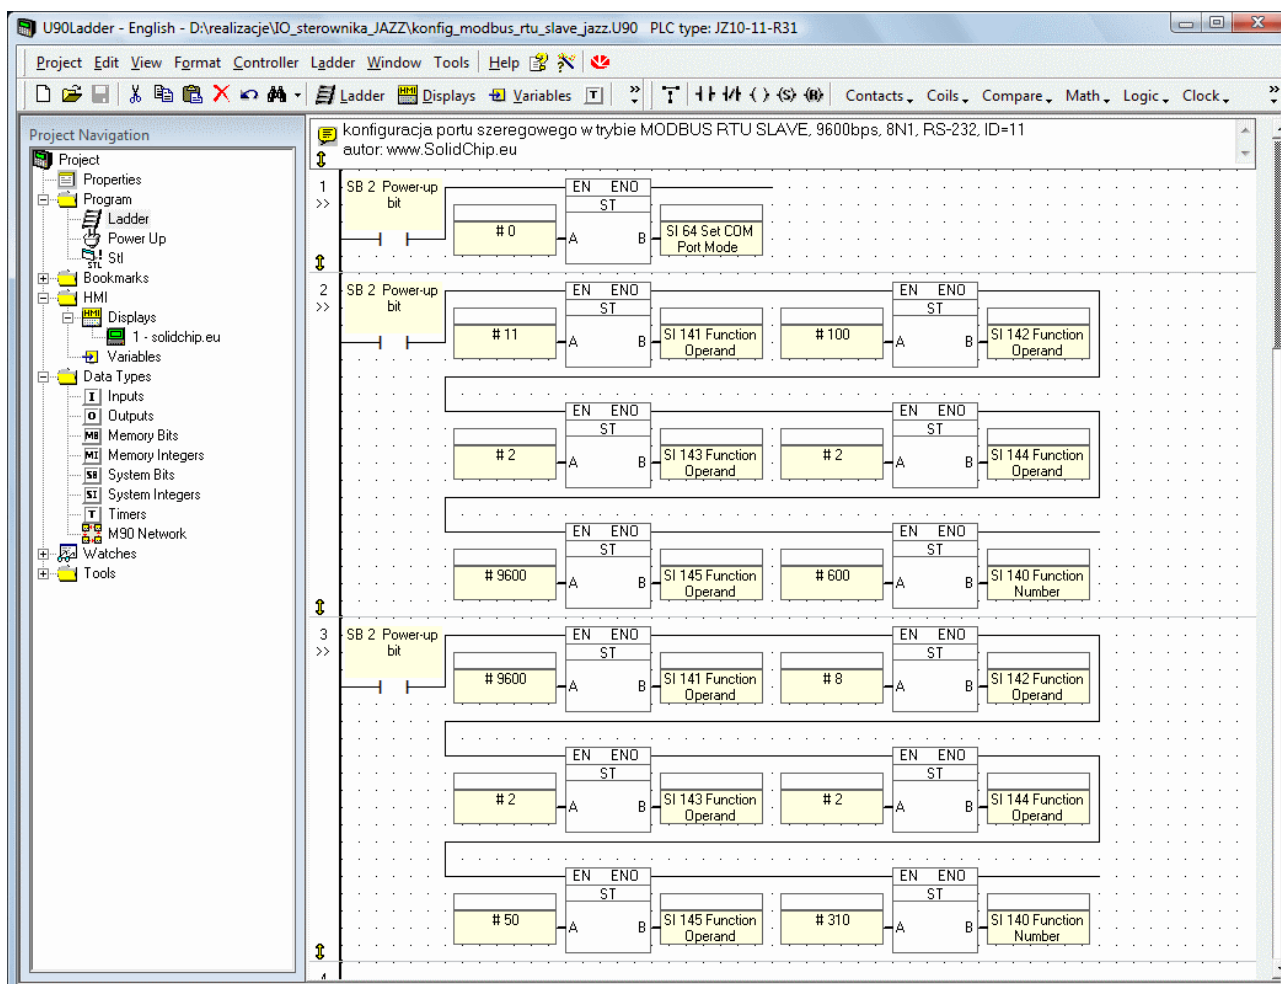 U90Ladder - English - D:\realizacje\IO_sterownika_JAZZ\konfig_modbus_rtu_slave_jazz.U90 PLC type: JZ10-11-R31
Project Edit View Format Controller Ladder Window Tools Help
Ladder HMI Displays Variables T » T Contacts Coils Compare Math Logic Clock »
Project Navigation
Project
Properties
Program
Ladder
Power Up
STL Stl
Bookmarks
HMI
HMI Displays
1 - solidchip.eu
Variables
Data Types
I Inputs
O Outputs
MB Memory Bits
MI Memory Integers
SB System Bits
SI System Integers
T Timers
M90 Network
Watches
Tools
konfiguracja portu szeregowego w trybie MODBUS RTU SLAVE, 9600bps, 8N1, RS-232, ID=11
autor: www.SolidChip.eu
1 SB 2 Power-up EN ENO
>> bit ST
# 0 A B SI 64 Set COM
Port Mode
2 SB 2 Power-up EN ENO EN ENO
>> bit ST ST
# 11 A B SI 141 Function # 100 A B SI 142 Function
Operand Operand
EN ENO EN ENO
ST ST
# 2 A B SI 143 Function # 2 A B SI 144 Function
Operand Operand
EN ENO EN ENO
ST ST
# 9600 A B SI 145 Function # 600 A B SI 140 Function
Operand Number
3 SB 2 Power-up EN ENO EN ENO
>> bit ST ST
# 9600 A B SI 141 Function # 8 A B SI 142 Function
Operand Operand
EN ENO EN ENO
ST ST
# 2 A B SI 143 Function # 2 A B SI 144 Function
Operand Operand
EN ENO EN ENO
ST ST
# 50 A B SI 145 Function # 310 A B SI 140 Function
Operand Number
4